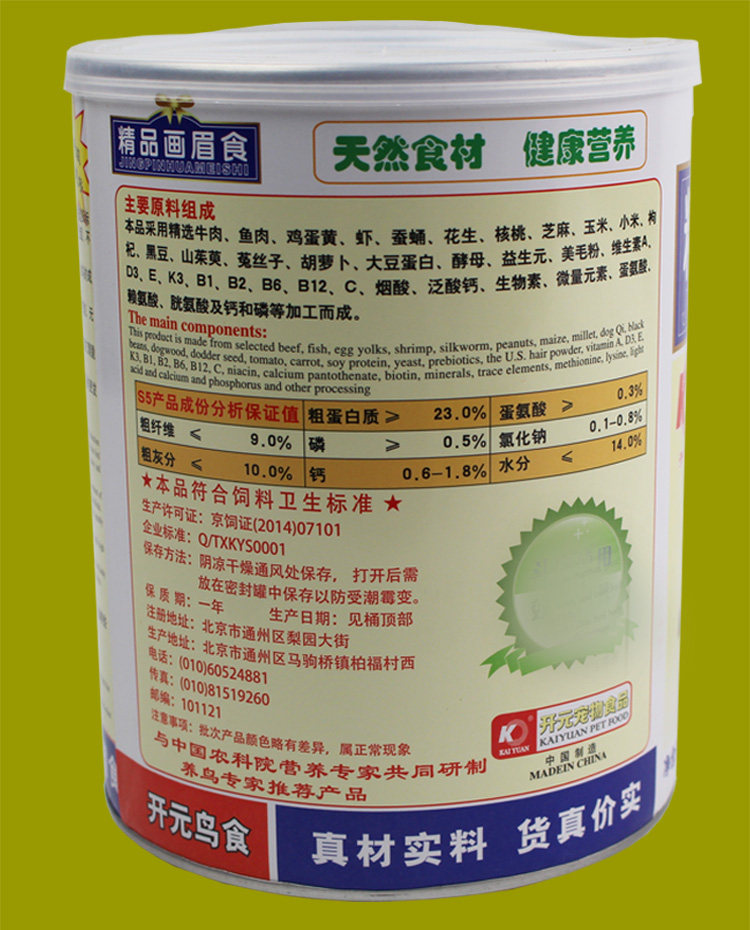 精品画眉食
JINGPINHUAMEISHI
天然食材 健康营养
主要原料组成
本品采用精选牛肉、鱼肉、鸡蛋黄、虾、蚕蛹、花生、核桃、芝麻、玉米、小米、枸
杞、黑豆、山茱萸、菟丝子、胡萝卜、大豆蛋白、酵母、益生元、美毛粉、维生素A、
D3、E、K3、B1、B2、B6、B12、C、烟酸、泛酸钙、生物素、微量元素、蛋氨酸、
赖氨酸、胱氨酸及钙和磷等加工而成。
The main components:
This product is made from selected beef, fish, egg yolks, shrimp, silkworm, peanuts, maize, millet, dog Qi, black
beans, dogwood, dodder seed, tomato, carrot, soy protein, yeast, prebiotics, the U.S. hair powder, vitamin A, D3, E,
K3, B1, B2, B6, B12, C, niacin, calcium pantothenate, biotin, minerals, trace elements, methionine, lysine, light
acid and calcium and phosphorus and other processing
S5产品成份分析保证值 粗蛋白质 ≥ 23.0% 蛋氨酸 ≥ 0.3%
粗纤维 ≤ 9.0% 磷 ≥ 0.5% 氯化钠 0.1-0.8%
粗灰分 ≤ 10.0% 钙 0.6-1.8% 水分 ≤ 14.0%
★本品符合饲料卫生标准★
生产许可证：京饲证(2014)07101
企业标准：Q/TXKYS0001
保存方法：阴凉干燥通风处保存， 打开后需
放在密封罐中保存以防受潮霉变。
保 质 期：一年 生产日期：见桶顶部
注册地址：北京市通州区梨园大街
生产地址：北京市通州区马驹桥镇柏福村西
电话：(010)60524881
传真：(010)81519260
邮编：101121
注意事项：批次产品颜色略有差异，属正常现象
与中国农科院营养专家共同研制
养鸟专家推荐产品
KAI YUAN
开元宠物食品
KAIYUAN PET FOOD
中国制造
MADEIN CHINA
开元鸟食
真材实料 货真价实